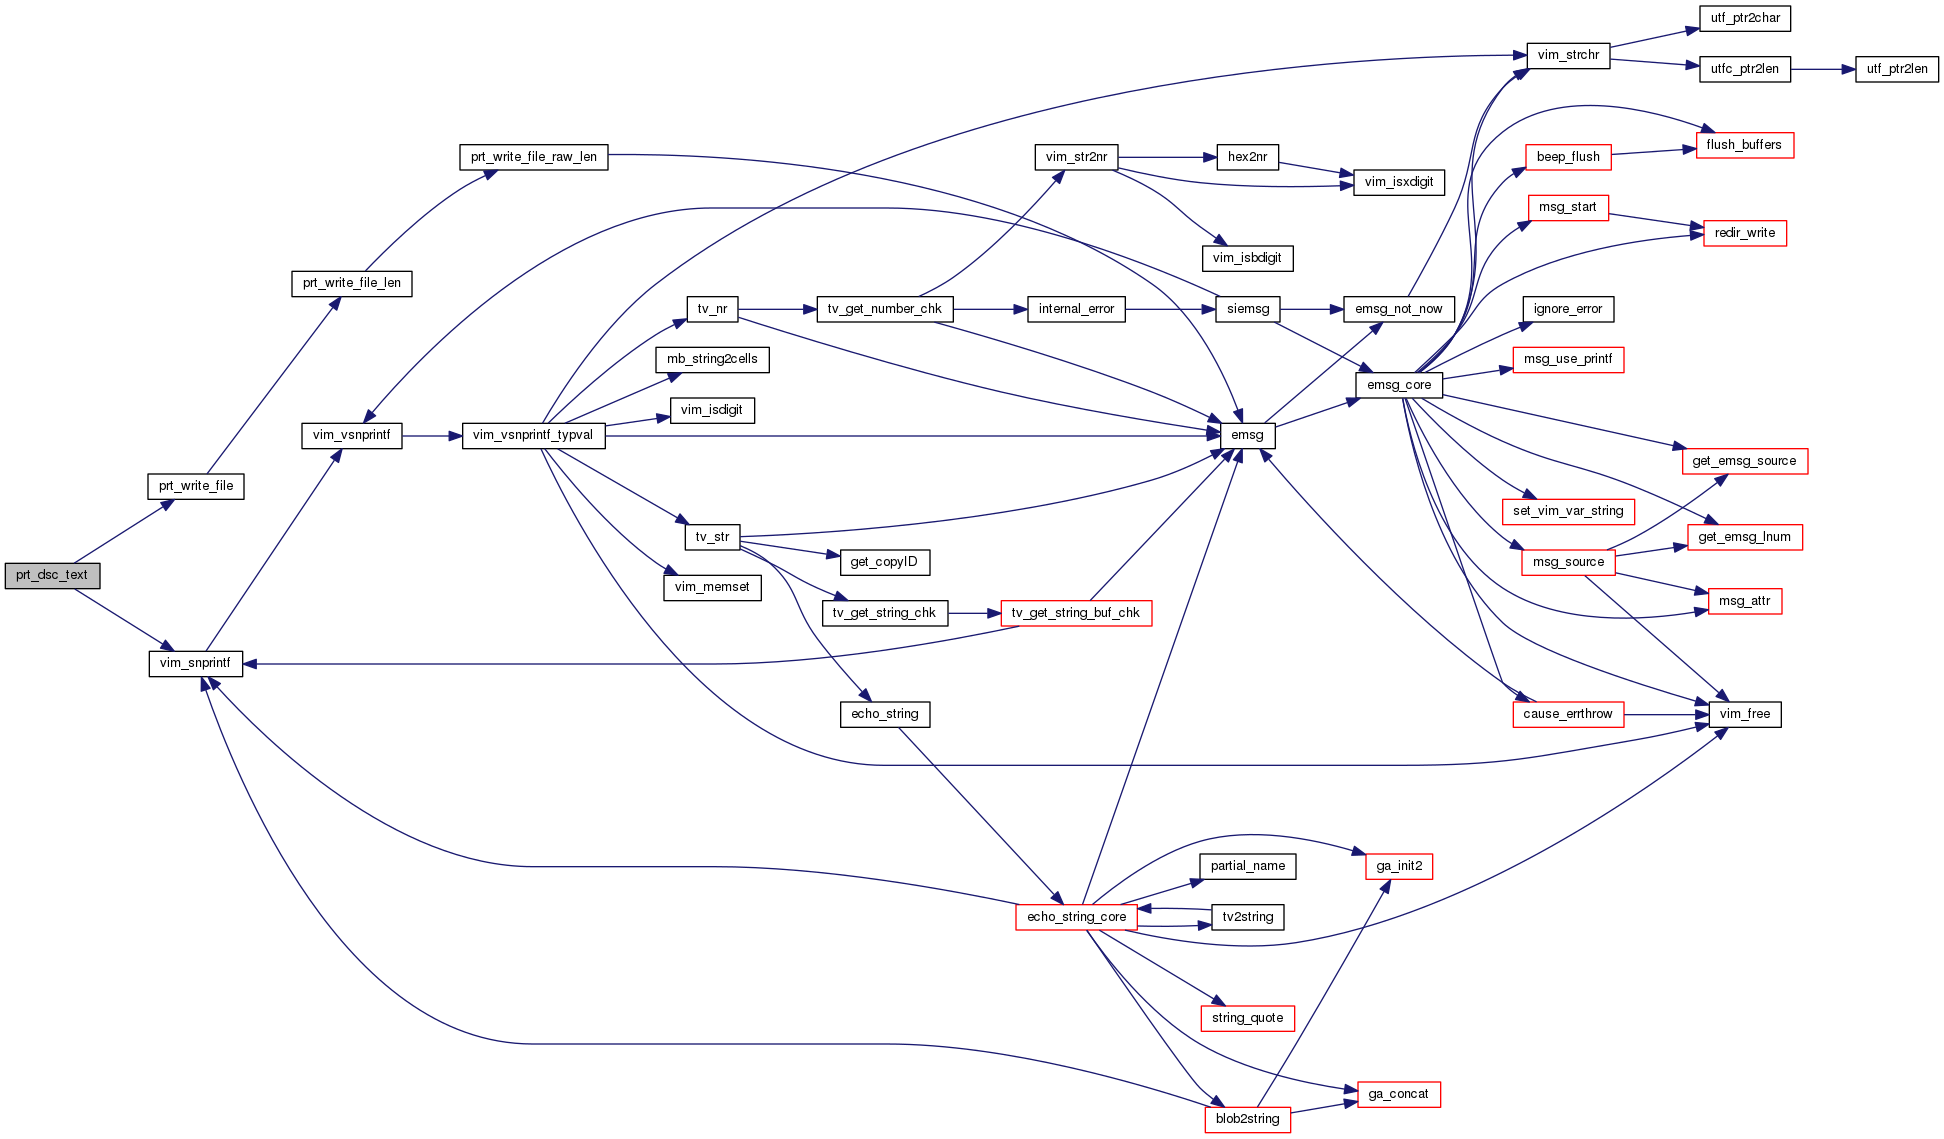 utf_ptr2char
vim_strchr
utfc_ptr2len
utf_ptr2len
flush_buffers
prt_write_file_raw_len
vim_str2nr
hex2nr
beep_flush
vim_isxdigit
msg_start
redir_write
vim_isbdigit
prt_write_file_len
tv_nr
tv_get_number_chk
internal_error
siemsg
emsg_not_now
ignore_error
mb_string2cells
msg_use_printf
emsg_core
vim_isdigit
vim_vsnprintf
vim_vsnprintf_typval
emsg
get_emsg_source
prt_write_file
set_vim_var_string
tv_str
get_emsg_lnum
get_copyID
msg_source
prt_dsc_text
vim_memset
msg_attr
tv_get_string_chk
tv_get_string_buf_chk
vim_snprintf
echo_string
cause_errthrow
vim_free
partial_name
ga_init2
echo_string_core
tv2string
string_quote
ga_concat
blob2string